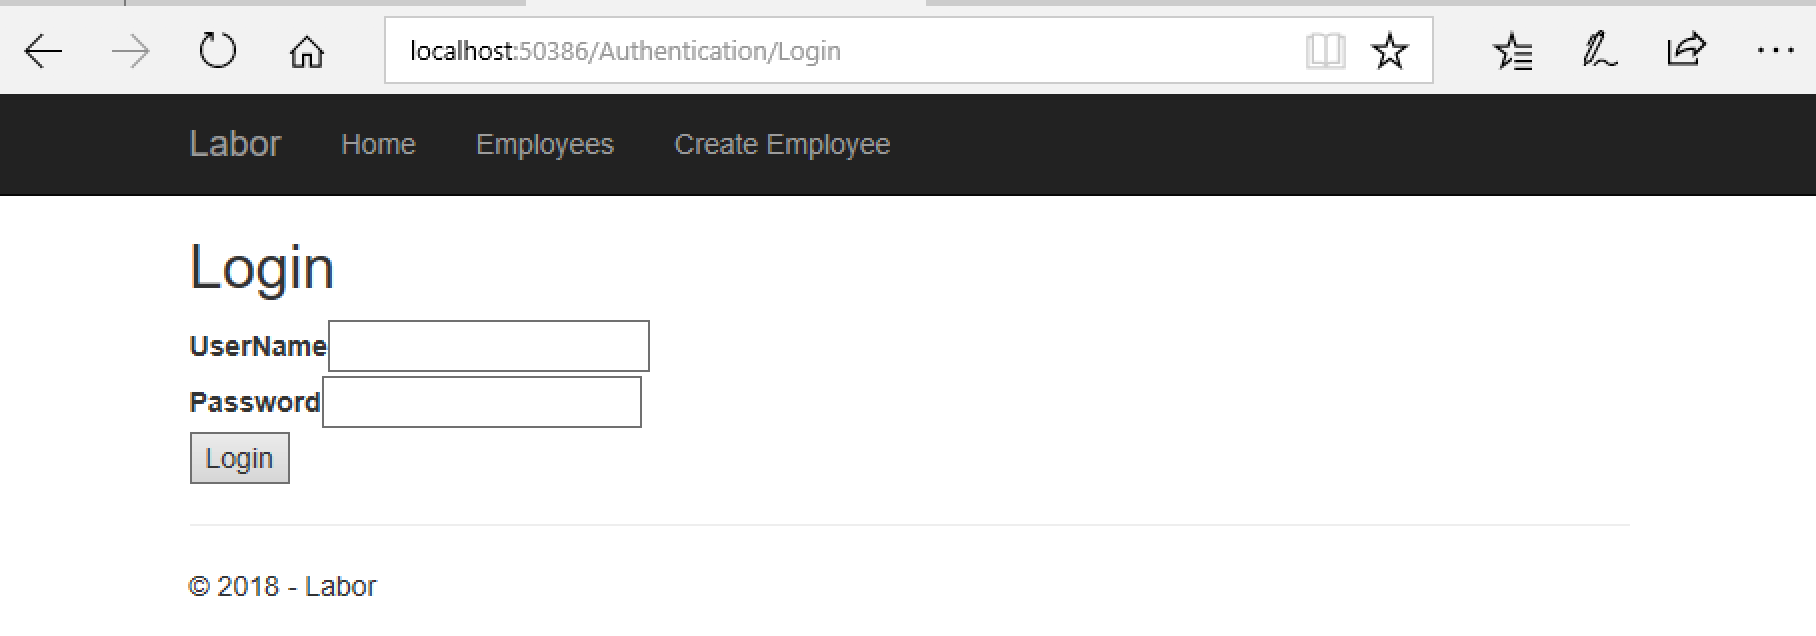 localhost:50386/Authentication/Login
Labor Home Employees Create Employee
Login
UserName
Password
Login
© 2018 - Labor